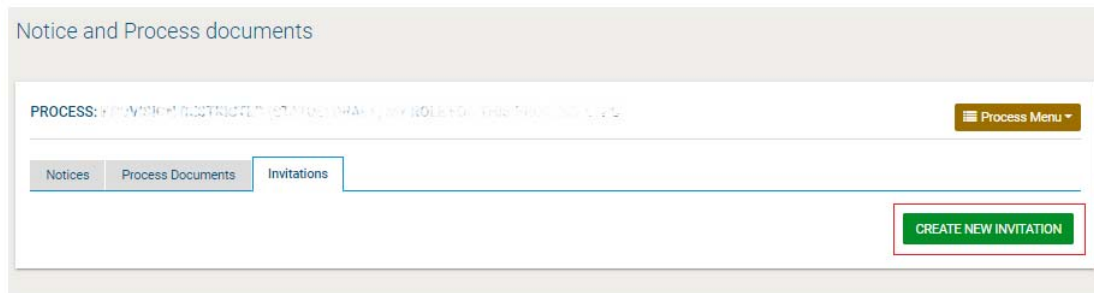 Notice and Process documents
PROCESS:
Process Menu
Notices Process Documents Invitations
CREATE NEW INVITATION